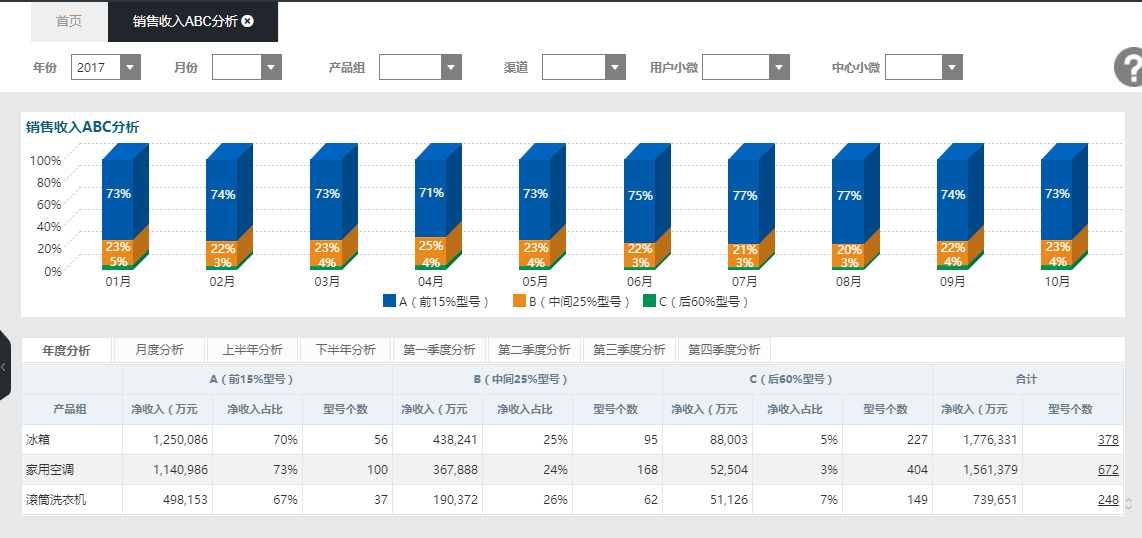 首页 销售收入ABC分析
年份 2017 月份 产品组 渠道 用户小微 中心小微 ?
销售收入ABC分析
100%
80%
60%
40%
20%
0%
73% 74% 73% 71% 73% 75% 77% 77% 74% 73%
23% 22% 23% 25% 23% 22% 21% 20% 22% 23%
5% 3% 4% 4% 4% 3% 3% 3% 4% 4%
01月 02月 03月 04月 05月 06月 07月 08月 09月 10月
A（前15%型号） B（中间25%型号） C（后60%型号）
年度分析 月度分析 上半年分析 下半年分析 第一季度分析 第二季度分析 第三季度分析 第四季度分析
A（前15%型号） B（中间25%型号） C（后60%型号） 合计
产品组 净收入（万元 净收入占比 型号个数 净收入（万元 净收入占比 型号个数 净收入（万元 净收入占比 型号个数 净收入（万元 型号个数
冰箱 1,250,086 70% 56 438,241 25% 95 88,003 5% 227 1,776,331 378
家用空调 1,140,986 73% 100 367,888 24% 168 52,504 3% 404 1,561,379 672
滚筒洗衣机 498,153 67% 37 190,372 26% 62 51,126 7% 149 739,651 248